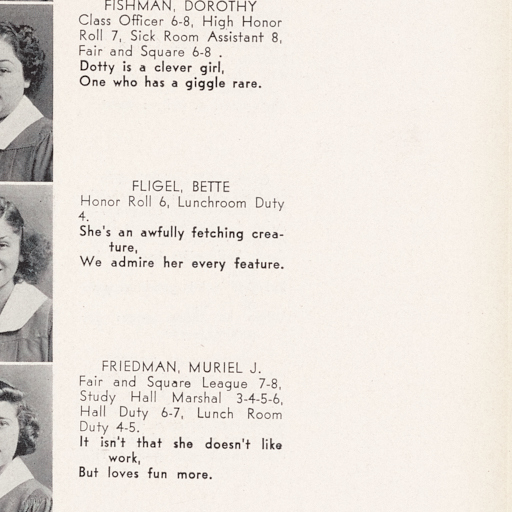 FISHMAN, DOROTHY
Class Officer 6-8, High Honor
Roll 7, Sick Room Assistant 8,
Fair and Square 6-8 .
Dotty is a clever girl,
One who has a giggle rare.
FLIGEL, BETTE
Honor Roll 6, Lunchroom Duty
4.
She's an awfully fetching crea-
ture,
We admire her every feature.
FRIEDMAN, MURIEL J.
Fair and Square League 7-8,
Study Hall Marshal 3-4-5-6,
Hall Duty 6-7, Lunch Room
Duty 4-5.
It isn't that she doesn't like
work,
But loves fun more.